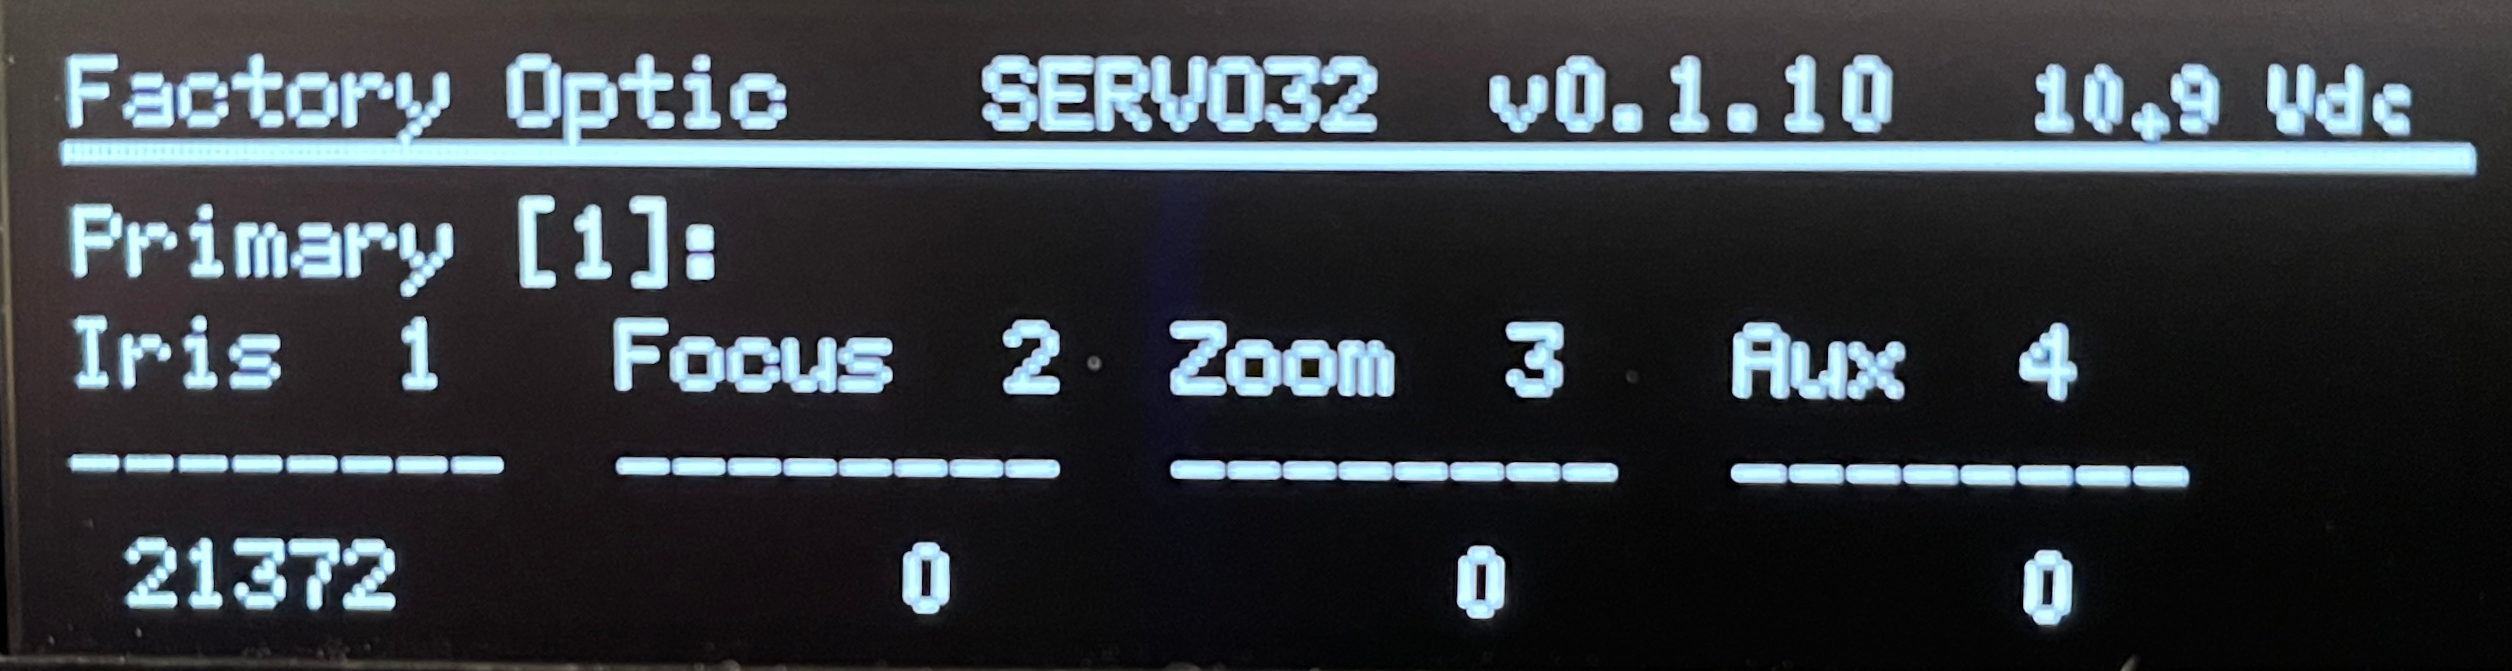 Factory Optic SERVO32 v0.1.10 10.9 Vdc
Primary [1]:
Iris 1 Focus 2 Zoom 3 Aux 4
-------- -------- -------- --------
21372 0 0 0